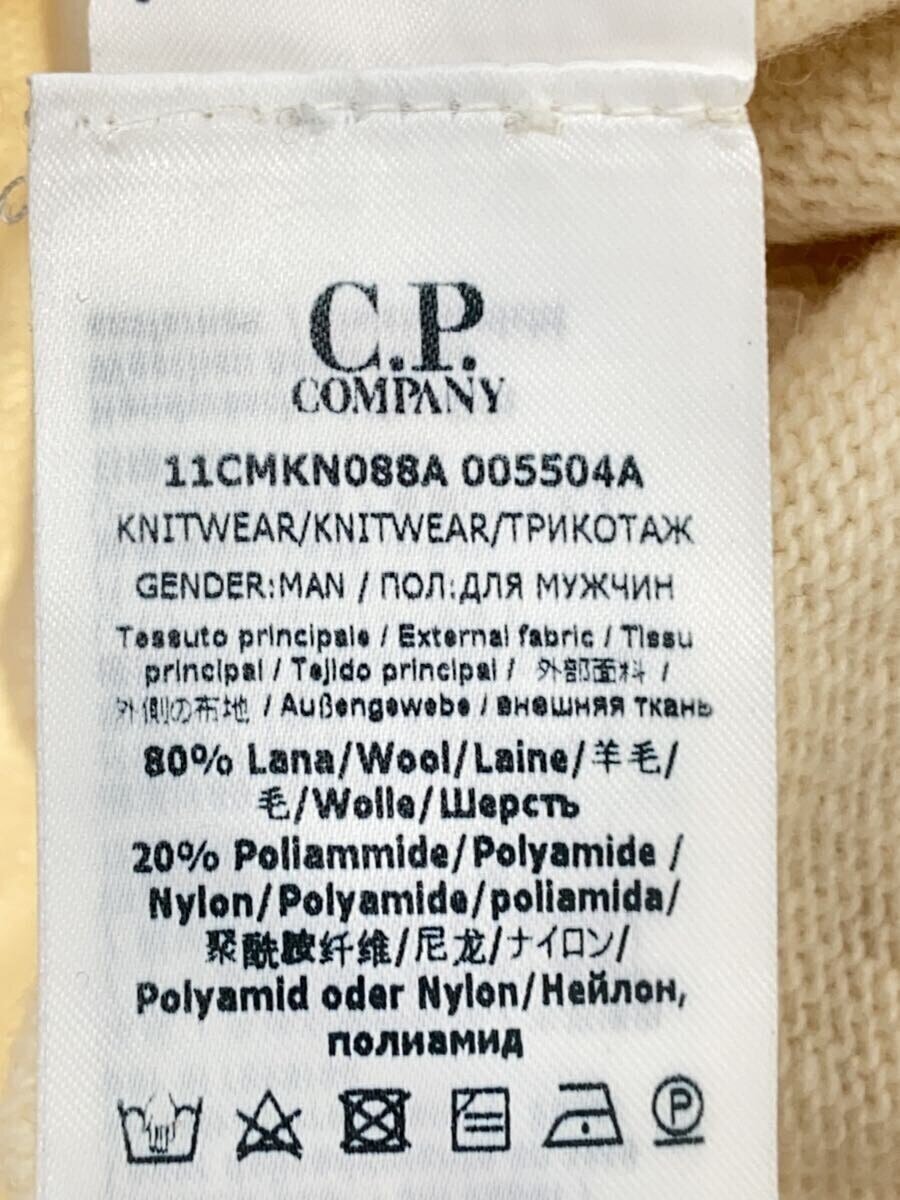 C.P.
COMPANY
11CMKN088A 005504A
KNITWEAR/KNITWEAR/ТРИКОТАЖ
GENDER:MAN / ПОЛ:ДЛЯ МУЖЧИН
Tessuto principale / External fabric / Tissu
principal / Tejido principal / 外部面料 /
外側の布地 / Außengewebe / внешняя ткань
80% Lana/Wool/Laine/羊毛/
毛/Wolle/Шерсть
20% Poliammide/Polyamide /
Nylon/Polyamide/poliamida/
聚酰胺纤维/尼龙/ナイロン/
Polyamid oder Nylon/Нейлон,
полиамид
P